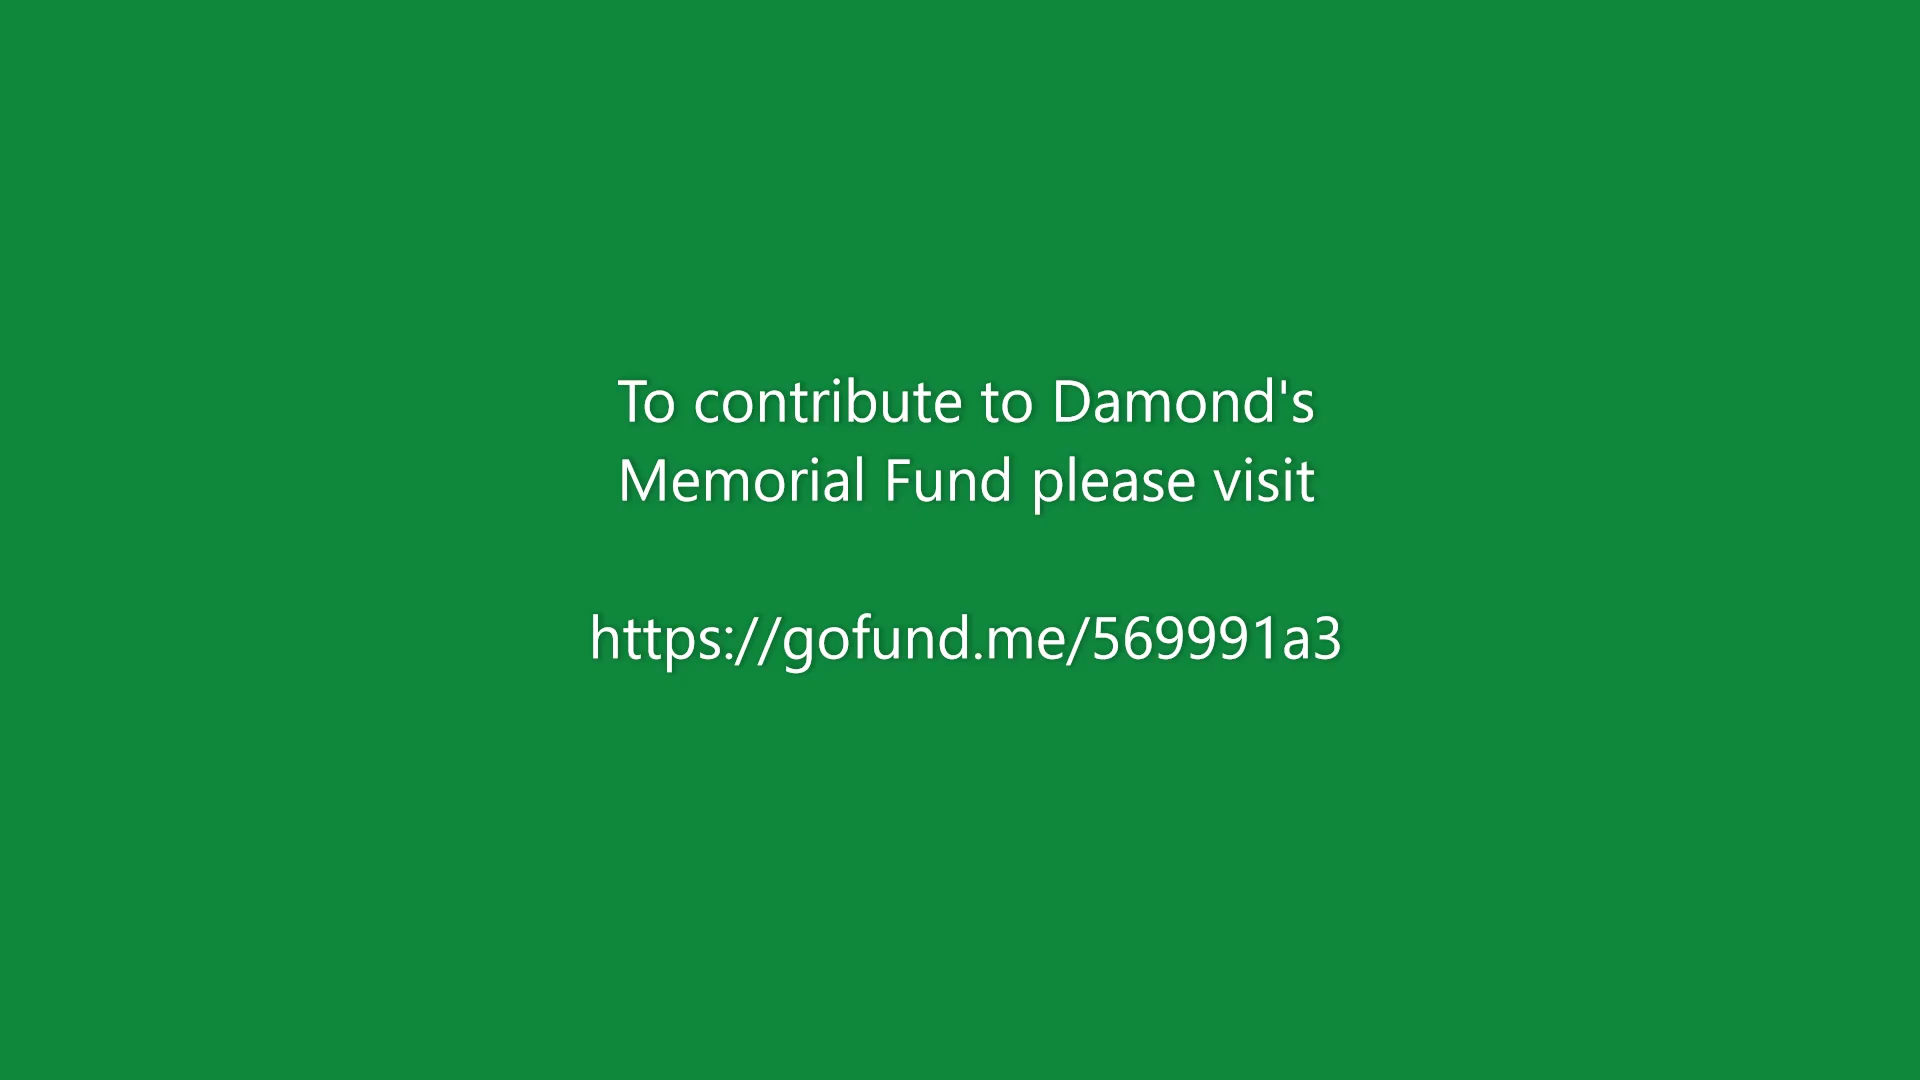 To contribute to Damond's
Memorial Fund please visit
https://gofund.me/569991a3